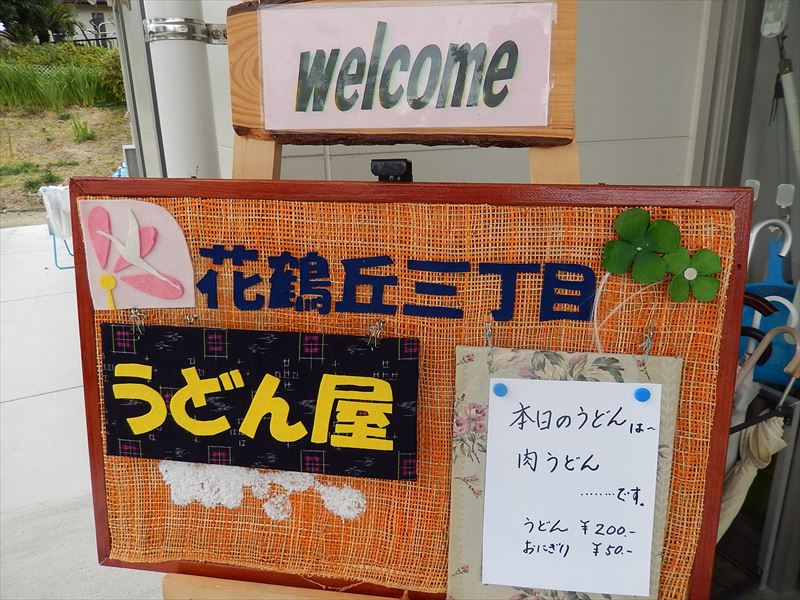 welcome
花鶴丘三丁目
うどん屋
本日のうどんは〜
肉うどん
........です。
うどん ¥200.-
おにぎり ¥50.-